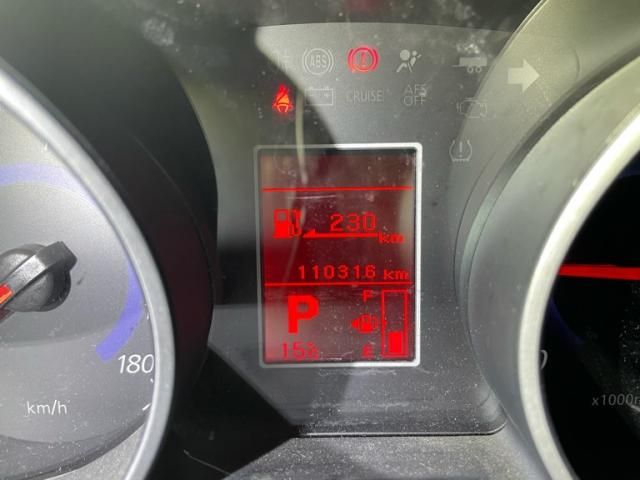 ABS
CRUISE AFS
OFF
230
km
110316 km
P F
15°c E
180
km/h
x1000r